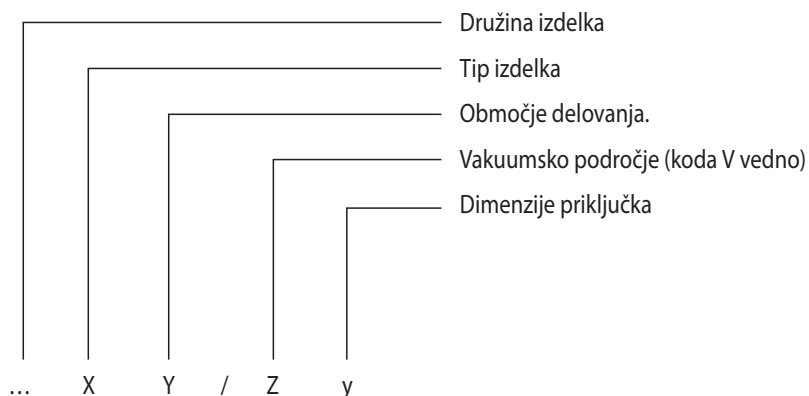 Družina izdelka
Tip izdelka
Območje delovanja.
Vakuumsko področje (koda V vedno)
Dimenzije priključka
... X Y / Z y